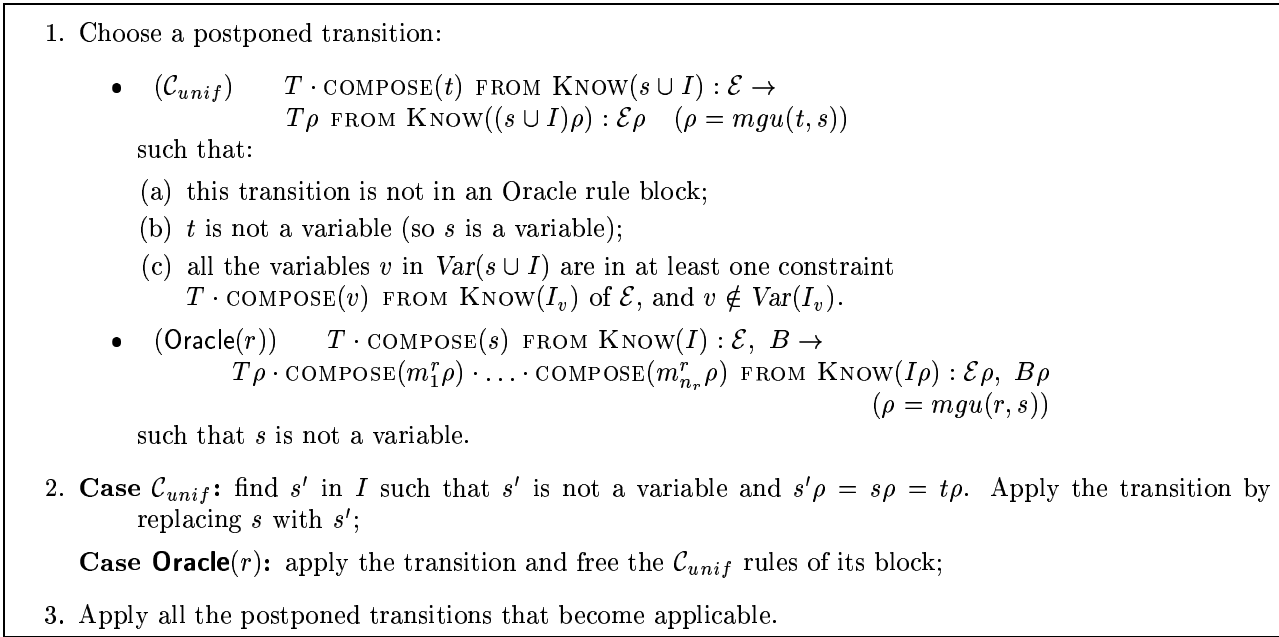 1. Choose a postponed transition:
• (𝒞_unif) T · COMPOSE(t) FROM KNOW(s ∪ I) : ℰ →
Tρ FROM KNOW((s ∪ I)ρ) : ℰρ (ρ = mgu(t, s))
such that:
(a) this transition is not in an Oracle rule block;
(b) t is not a variable (so s is a variable);
(c) all the variables v in Var(s ∪ I) are in at least one constraint
T · COMPOSE(v) FROM KNOW(I_v) of ℰ, and v ∉ Var(I_v).
• (Oracle(r)) T · COMPOSE(s) FROM KNOW(I) : ℰ, B →
Tρ · COMPOSE(m_1^rρ) · … · COMPOSE(m_{n_r}^rρ) FROM KNOW(Iρ) : ℰρ, Bρ
(ρ = mgu(r, s))
such that s is not a variable.
2. Case 𝒞_unif: find s′ in I such that s′ is not a variable and s′ρ = sρ = tρ. Apply the transition by
replacing s with s′;
Case Oracle(r): apply the transition and free the 𝒞_unif rules of its block;
3. Apply all the postponed transitions that become applicable.